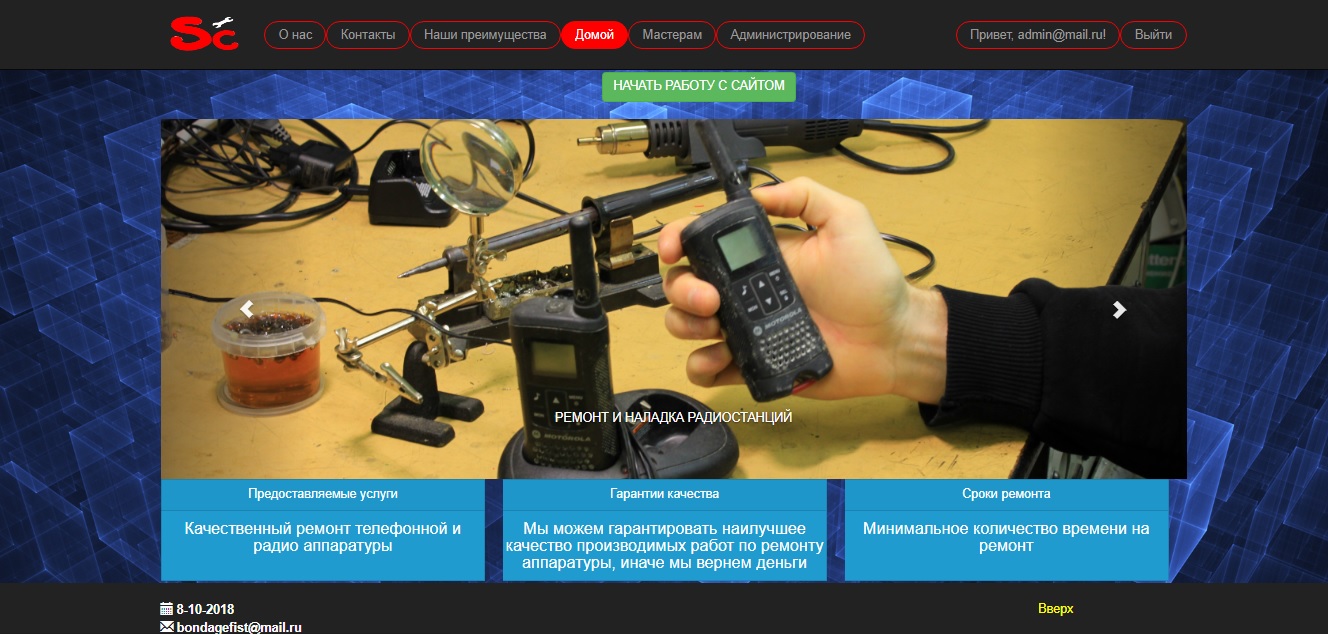 Sc
О нас
Контакты
Наши преимущества
Домой
Мастерам
Администрирование
Привет, admin@mail.ru!
Выйти
НАЧАТЬ РАБОТУ С САЙТОМ
MOTOROLA
MOTOROLA
РЕМОНТ И НАЛАДКА РАДИОСТАНЦИЙ
Предоставляемые услуги
Качественный ремонт телефонной и
радио аппаратуры
Гарантии качества
Мы можем гарантировать наилучшее
качество производимых работ по ремонту
аппаратуры, иначе мы вернем деньги
Сроки ремонта
Минимальное количество времени на
ремонт
8-10-2018
bondagefist@mail.ru
Вверх